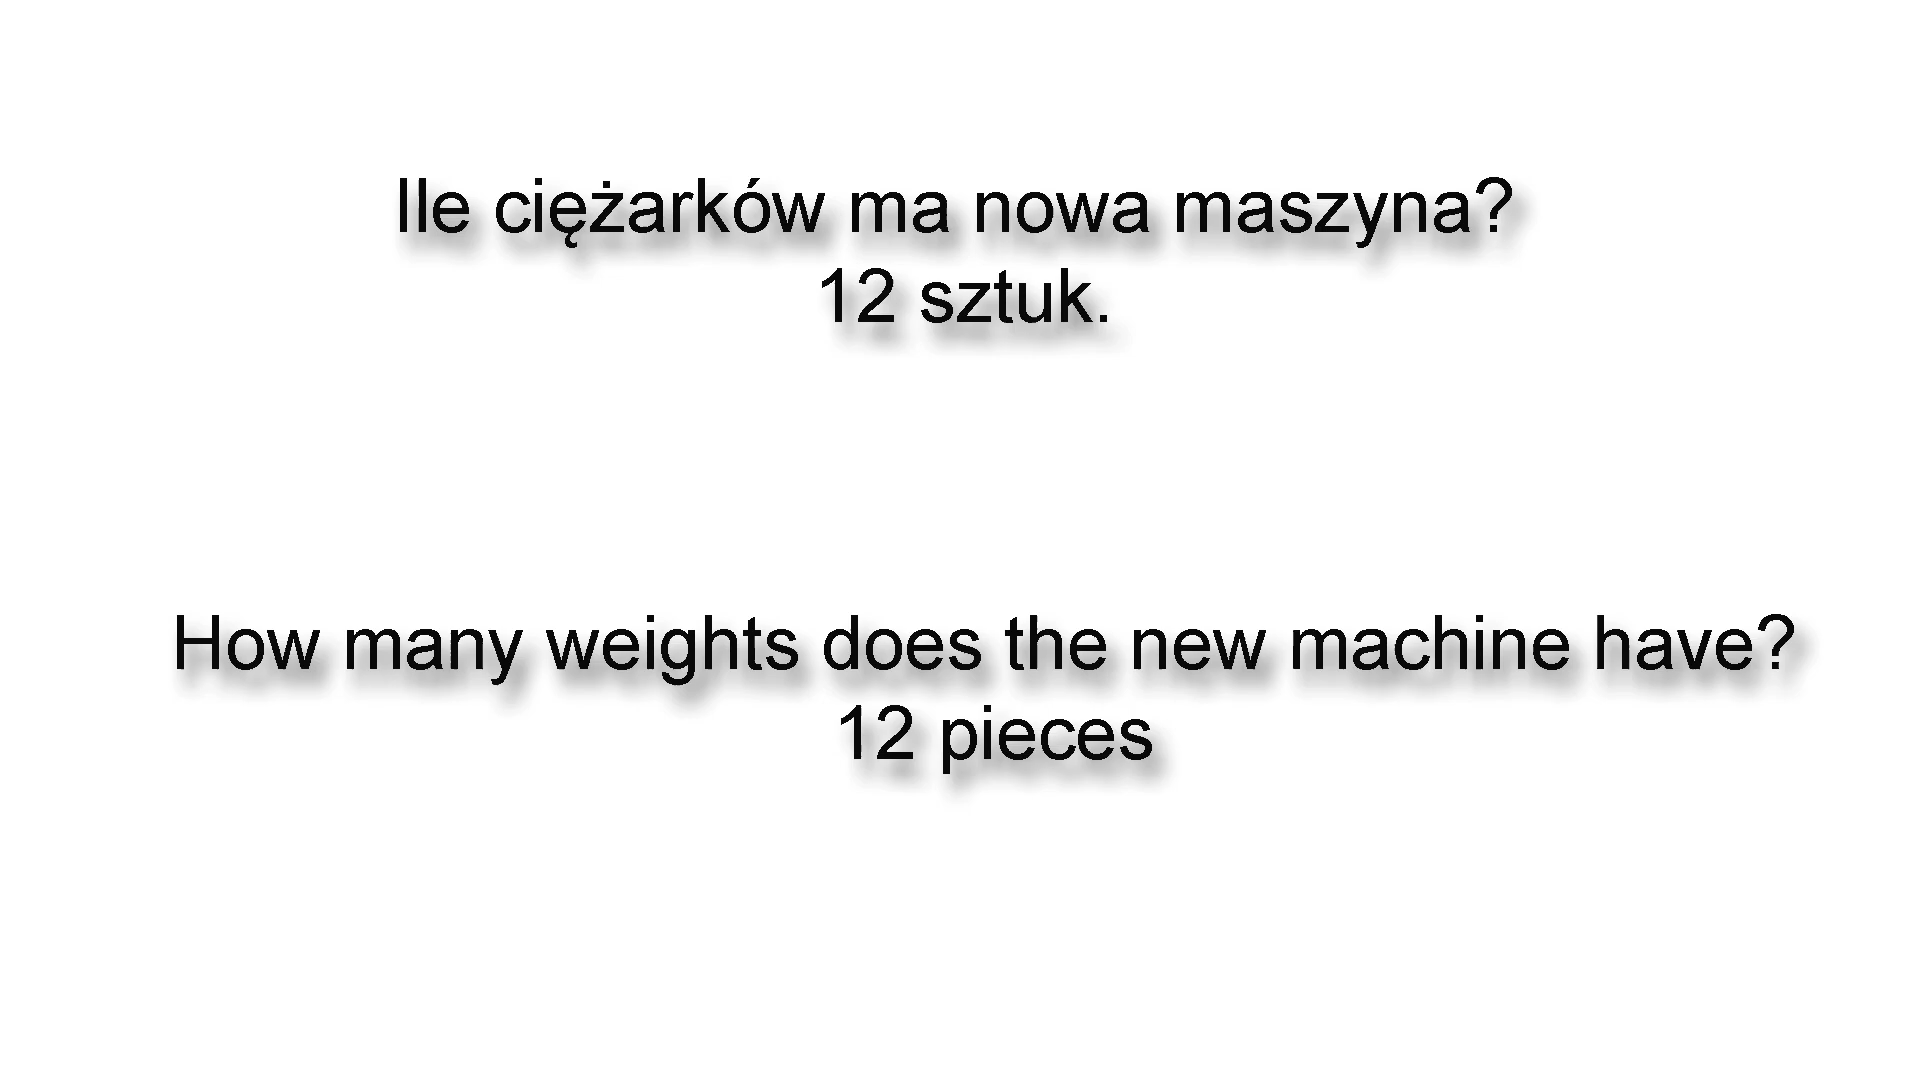 Ile ciężarków ma nowa maszyna?
12 sztuk.
How many weights does the new machine have?
12 pieces